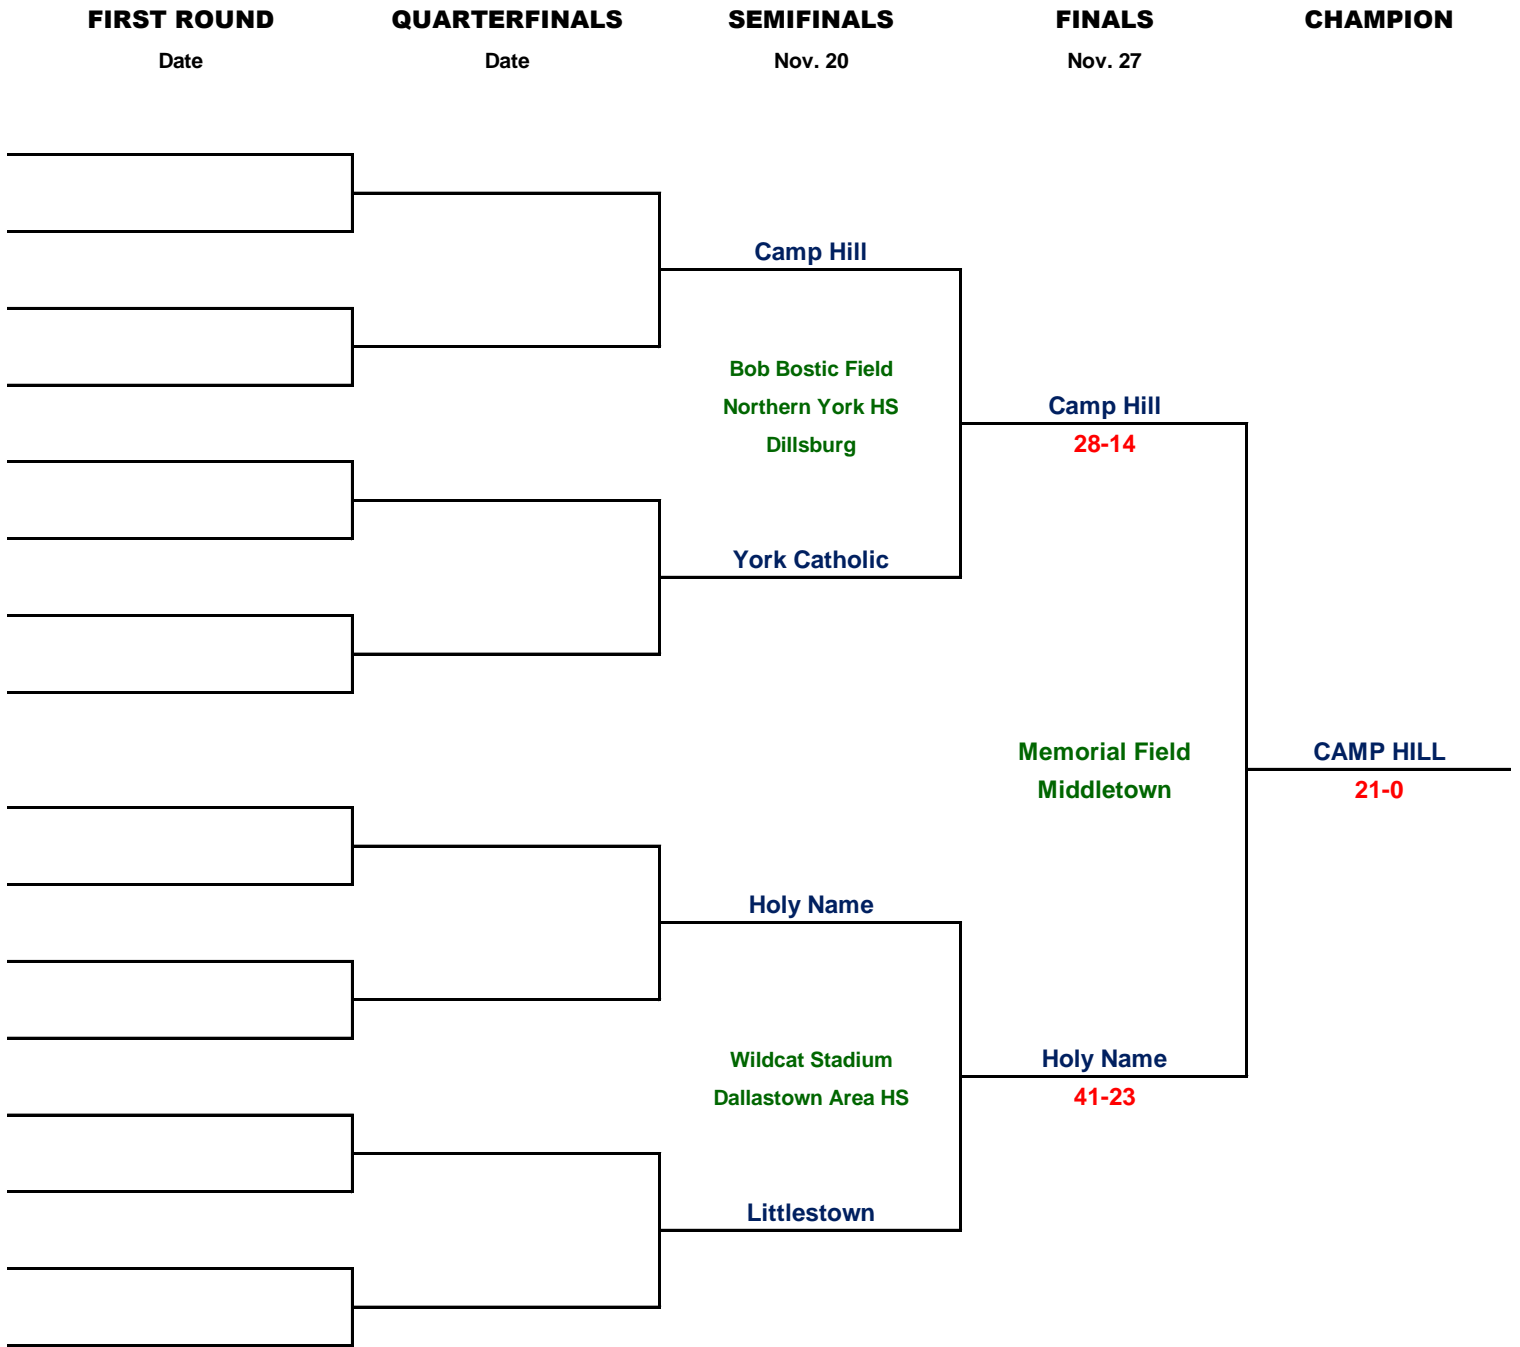 FIRST ROUND QUARTERFINALS SEMIFINALS FINALS CHAMPION
Date Date Nov. 20 Nov. 27
Camp Hill
Bob Bostic Field
Northern York HS
Dillsburg
Camp Hill
28-14
York Catholic
Memorial Field
Middletown
CAMP HILL
21-0
Holy Name
Wildcat Stadium
Dallastown Area HS
Holy Name
41-23
Littlestown